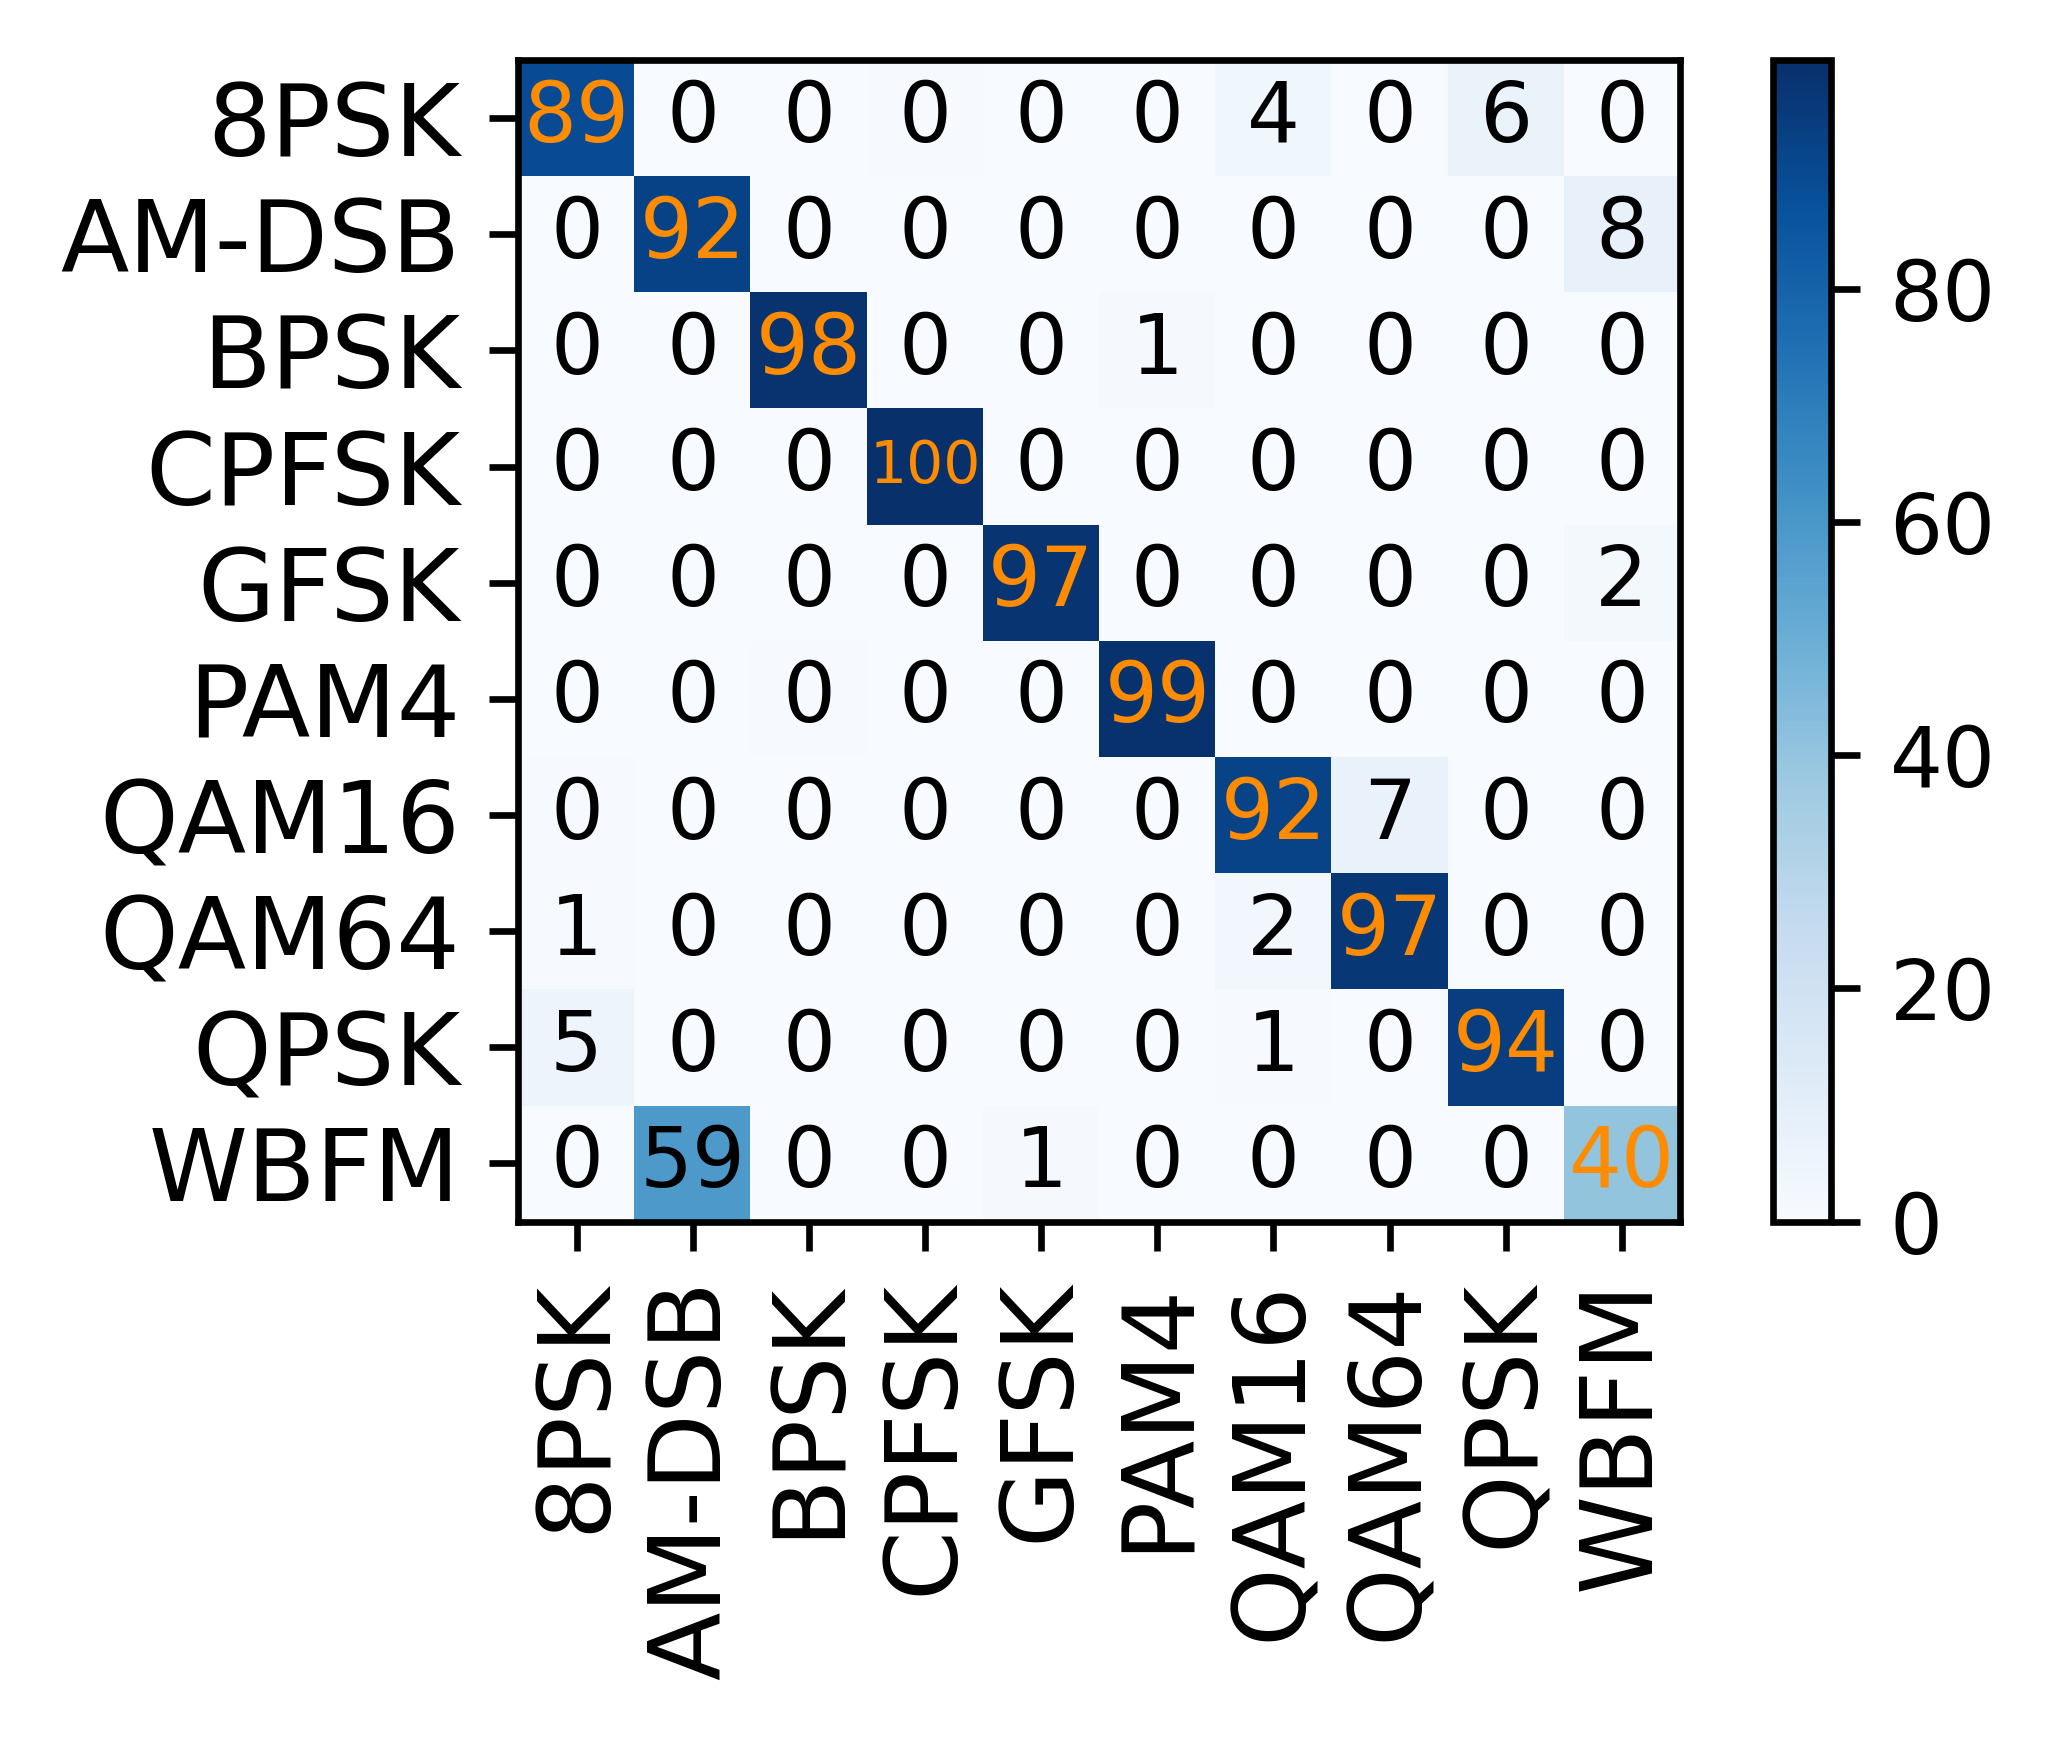 8PSK 89 0 0 0 0 0 4 0 6 0
AM-DSB 0 92 0 0 0 0 0 0 0 8
BPSK 0 0 98 0 0 1 0 0 0 0
CPFSK 0 0 0 100 0 0 0 0 0 0
GFSK 0 0 0 0 97 0 0 0 0 2
PAM4 0 0 0 0 0 99 0 0 0 0
QAM16 0 0 0 0 0 0 92 7 0 0
QAM64 1 0 0 0 0 0 2 97 0 0
QPSK 5 0 0 0 0 0 1 0 94 0
WBFM 0 59 0 0 1 0 0 0 0 40
8PSK AM-DSB BPSK CPFSK GFSK PAM4 QAM16 QAM64 QPSK WBFM
80
60
40
20
0